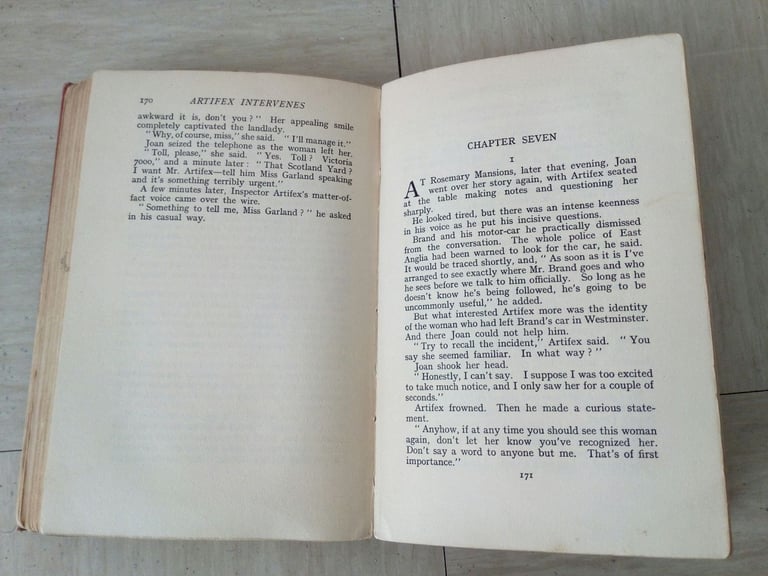 170 ARTIFEX INTERVENES
awkward it is, don't you?" Her appealing smile
completely captivated the landlady.
"Why, of course, miss," she said. "I'll manage it."
Joan seized the telephone as the woman left her.
"Toll, please," she said. "Yes. Toll? Victoria
7000," and a minute later: "That Scotland Yard?
I want Mr. Artifex—tell him Miss Garland speaking
and it's something terribly urgent."
A few minutes later, Inspector Artifex's matter-of-
fact voice came over the wire.
"Something to tell me, Miss Garland?" he asked
in his casual way.
CHAPTER SEVEN
I
AT Rosemary Mansions, later that evening, Joan
went over her story again, with Artifex seated
at the table making notes and questioning her
sharply.
He looked tired, but there was an intense keenness
in his voice as he put his incisive questions.
Brand and his motor-car he practically dismissed
from the conversation. The whole police of East
Anglia had been warned to look for the car, he said.
It would be traced shortly, and, "As soon as it is I've
arranged to see exactly where Mr. Brand goes and who
he sees before we talk to him officially. So long as he
doesn't know he's being followed, he's going to be
uncommonly useful," he added.
But what interested Artifex more was the identity
of the woman who had left Brand's car in Westminster.
And there Joan could not help him.
"Try to recall the incident," Artifex said. "You
say she seemed familiar. In what way?"
Joan shook her head.
"Honestly, I can't say. I suppose I was too excited
to take much notice, and I only saw her for a couple of
seconds."
Artifex frowned. Then he made a curious state-
ment.
"Anyhow, if at any time you should see this woman
again, don't let her know you've recognized her.
Don't say a word to anyone but me. That's of first
importance."
171